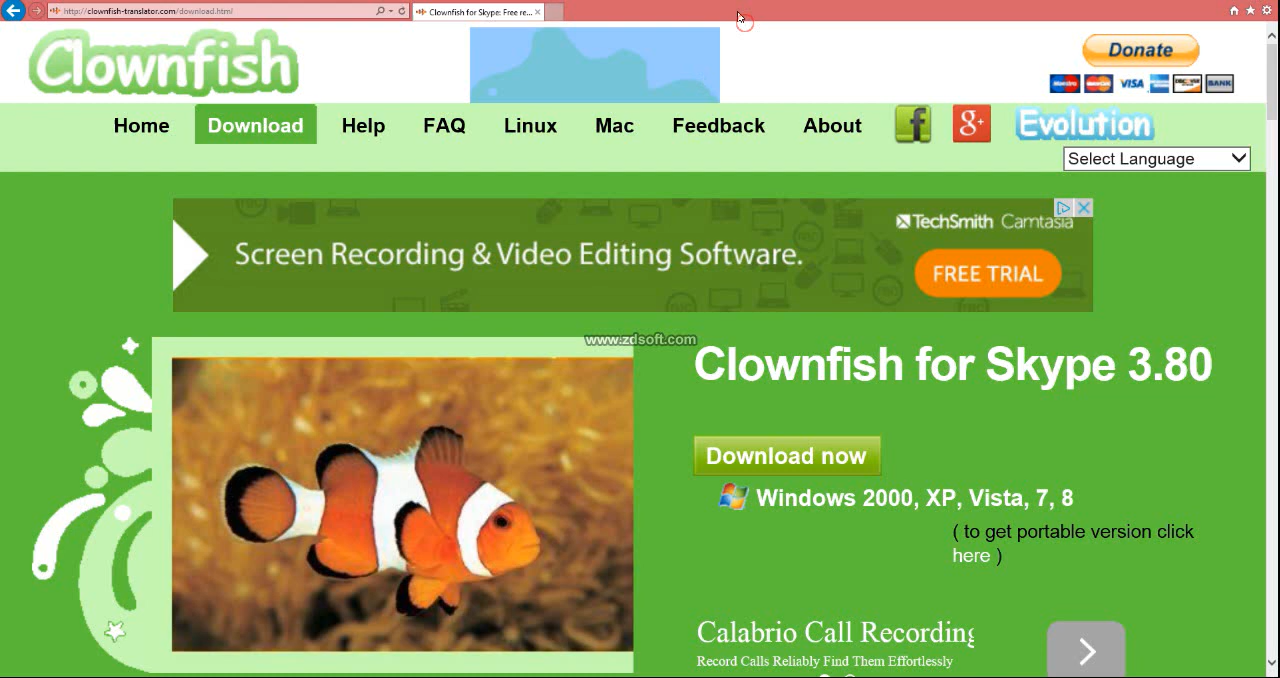 http://clownfish-translator.com/download.html
Clownfish for Skype: Free re...
Clownfish
Donate
VISA
BANK
Home
Download
Help
FAQ
Linux
Mac
Feedback
About
f
g+
Evolution
Select Language
TechSmith Camtasia
Screen Recording & Video Editing Software.
FREE TRIAL
www.zdsoft.com
Clownfish for Skype 3.80
Download now
Windows 2000, XP, Vista, 7, 8
( to get portable version click
here )
Calabrio Call Recording
Record Calls Reliably Find Them Effortlessly